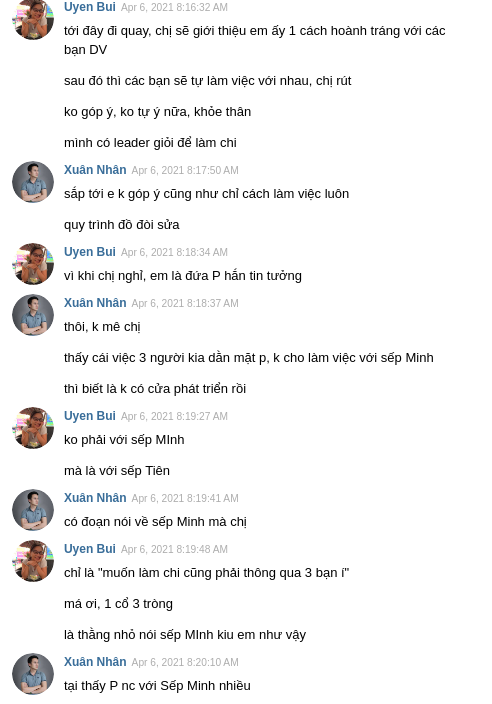 Uyen Bui Apr 6, 2021 8:16:32 AM
tới đây đi quay, chị sẽ giới thiệu em ấy 1 cách hoành tráng với các
bạn DV
sau đó thì các bạn sẽ tự làm việc với nhau, chị rút
ko góp ý, ko tự ý nữa, khỏe thân
mình có leader giỏi để làm chi
Xuân Nhân Apr 6, 2021 8:17:50 AM
sắp tới e k góp ý cũng như chỉ cách làm việc luôn
quy trình đồ đòi sửa
Uyen Bui Apr 6, 2021 8:18:34 AM
vì khi chị nghỉ, em là đứa P hắn tin tưởng
Xuân Nhân Apr 6, 2021 8:18:37 AM
thôi, k mê chị
thấy cái việc 3 người kia dằn mặt p, k cho làm việc với sếp Minh
thì biết là k có cửa phát triển rồi
Uyen Bui Apr 6, 2021 8:19:27 AM
ko phải với sếp MInh
mà là với sếp Tiên
Xuân Nhân Apr 6, 2021 8:19:41 AM
có đoạn nói về sếp Minh mà chị
Uyen Bui Apr 6, 2021 8:19:48 AM
chỉ là "muốn làm chi cũng phải thông qua 3 bạn í"
má ơi, 1 cổ 3 tròng
là thằng nhỏ nói sếp MInh kiu em như vậy
Xuân Nhân Apr 6, 2021 8:20:10 AM
tại thấy P nc với Sếp Minh nhiều